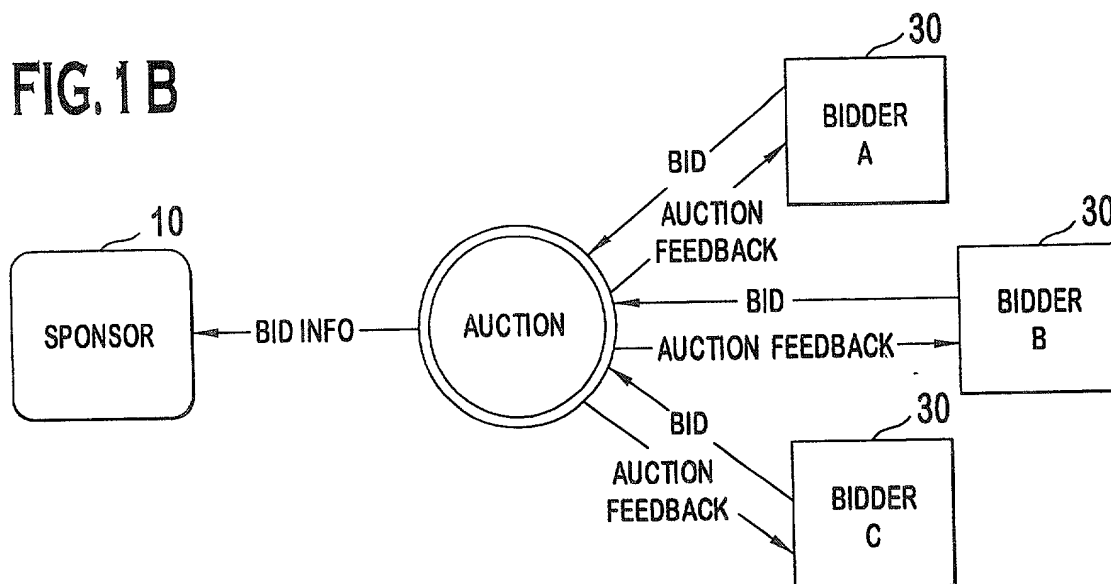 FIG. 1B
30
BIDDER
A
BID
AUCTION
FEEDBACK
10
SPONSOR
BID INFO
AUCTION
30
BIDDER
B
BID
AUCTION FEEDBACK
30
BIDDER
C
BID
AUCTION
FEEDBACK